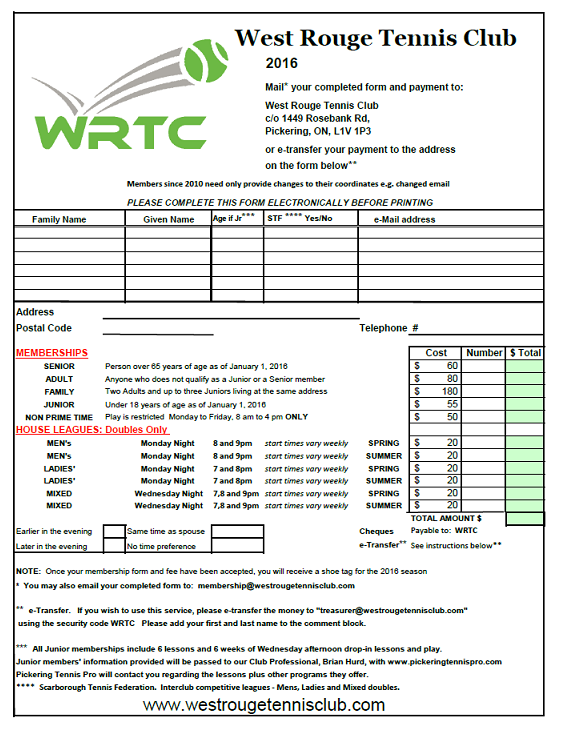 West Rouge Tennis Club
2016
WRTC
Mail* your completed form and payment to:
West Rouge Tennis Club
c/o 1449 Rosebank Rd,
Pickering, ON, L1V 1P3
or e-transfer your payment to the address
on the form below**
Members since 2010 need only provide changes to their coordinates e.g. changed email
PLEASE COMPLETE THIS FORM ELECTRONICALLY BEFORE PRINTING
Family Name Given Name Age if Jr*** STF **** Yes/No e-Mail address
Address
Postal Code Telephone #
MEMBERSHIPS Cost Number $ Total
SENIOR Person over 65 years of age as of January 1, 2016 $ 60
ADULT Anyone who does not qualify as a Junior or a Senior member $ 80
FAMILY Two Adults and up to three Juniors living at the same address $ 180
JUNIOR Under 18 years of age as of January 1, 2016 $ 55
NON PRIME TIME Play is restricted Monday to Friday, 8 am to 4 pm ONLY $ 50
HOUSE LEAGUES: Doubles Only
MEN's Monday Night 8 and 9pm start times vary weekly SPRING $ 20
MEN's Monday Night 8 and 9pm start times vary weekly SUMMER $ 20
LADIES' Monday Night 7 and 8pm start times vary weekly SPRING $ 20
LADIES' Monday Night 7 and 8pm start times vary weekly SUMMER $ 20
MIXED Wednesday Night 7,8 and 9pm start times vary weekly SPRING $ 20
MIXED Wednesday Night 7,8 and 9pm start times vary weekly SUMMER $ 20
TOTAL AMOUNT $
Earlier in the evening Same time as spouse Cheques Payable to: WRTC
Later in the evening No time preference e-Transfer** See instructions below**
NOTE: Once your membership form and fee have been accepted, you will receive a shoe tag for the 2016 season
* You may also email your completed form to: membership@westrougetennisclub.com
** e-Transfer. If you wish to use this service, please e-transfer the money to "treasurer@westrougetennisclub.com"
using the security code WRTC Please add your first and last name to the comment block.
*** All Junior memberships include 6 lessons and 6 weeks of Wednesday afternoon drop-in lessons and play.
Junior members' information provided will be passed to our Club Professional, Brian Hurd, with www.pickeringtennispro.com
Pickering Tennis Pro will contact you regarding the lessons plus other programs they offer.
**** Scarborough Tennis Federation. Interclub competitive leagues - Mens, Ladies and Mixed doubles.
www.westrougetennisclub.com